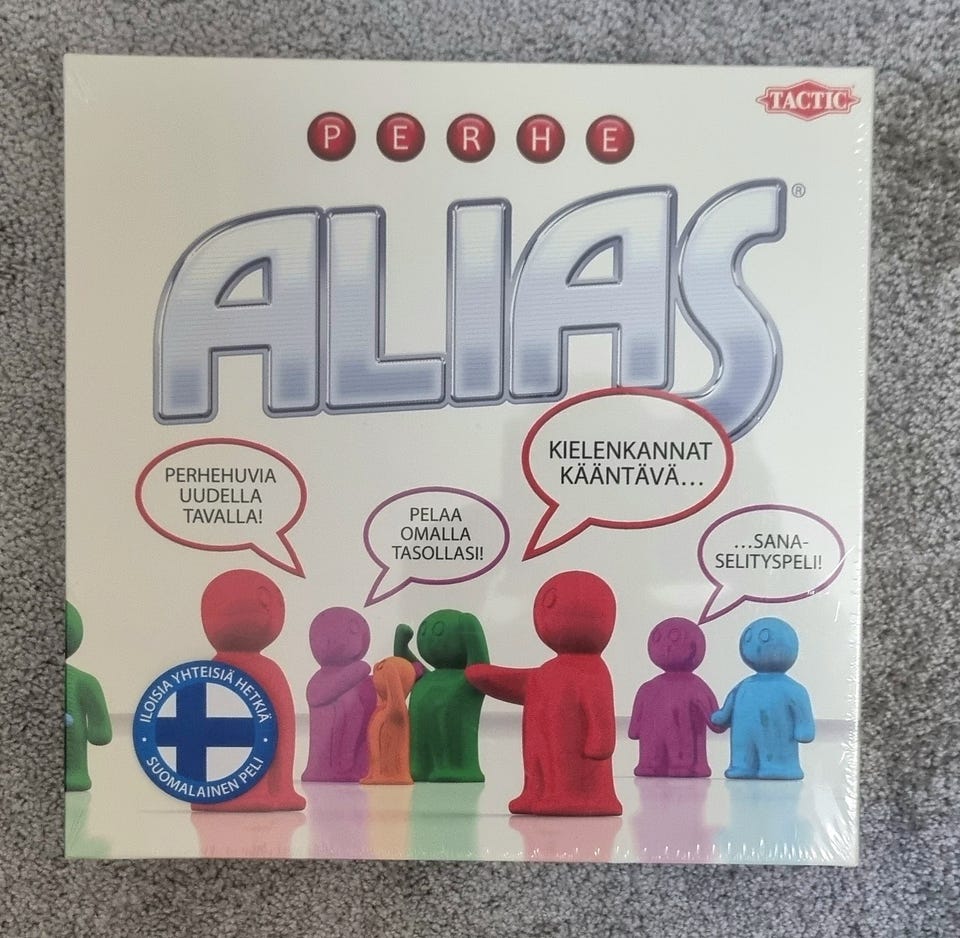 TACTIC
PERHE
ALIAS®
PERHEHUVIA
UUDELLA
TAVALLA!
PELAA
OMALLA
TASOLLASI!
KIELENKANNAT
KÄÄNTÄVÄ...
...SANA-
SELITYSPELI!
ILOISIA YHTEISIÄ HETKIÄ
SUOMALAINEN PELI